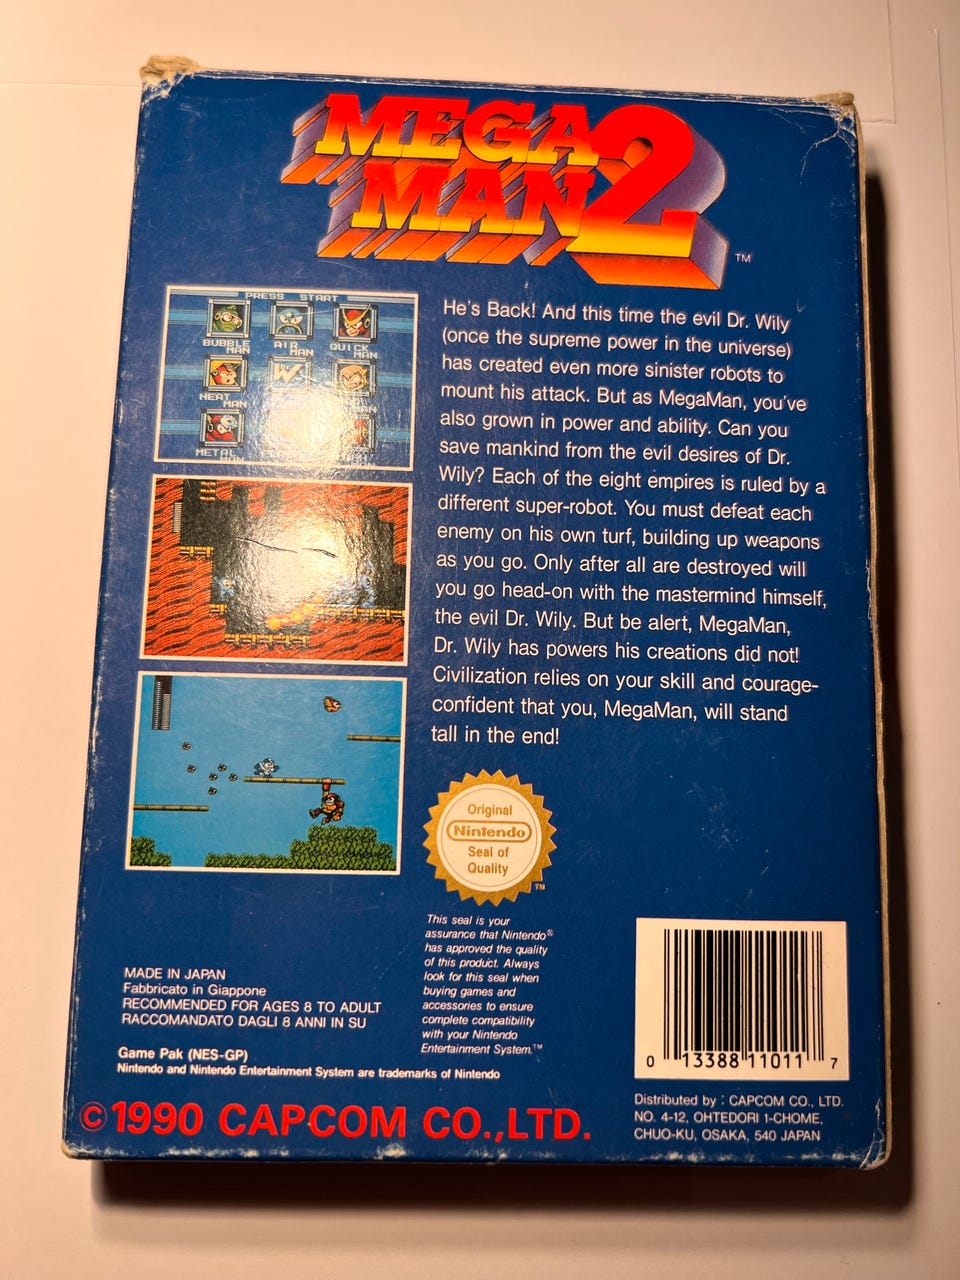 MEGA
MAN 2
TM
PRESS START
BUBBLE MAN
AIR MAN
QUICK MAN
HEAT MAN
METAL
He's Back! And this time the evil Dr. Wily
(once the supreme power in the universe)
has created even more sinister robots to
mount his attack. But as MegaMan, you've
also grown in power and ability. Can you
save mankind from the evil desires of Dr.
Wily? Each of the eight empires is ruled by a
different super-robot. You must defeat each
enemy on his own turf, building up weapons
as you go. Only after all are destroyed will
you go head-on with the mastermind himself,
the evil Dr. Wily. But be alert, MegaMan,
Dr. Wily has powers his creations did not!
Civilization relies on your skill and courage-
confident that you, MegaMan, will stand
tall in the end!
Original
Nintendo
Seal of
Quality
TM
This seal is your
assurance that Nintendo®
has approved the quality
of this product. Always
look for this seal when
buying games and
accessories to ensure
complete compatibility
with your Nintendo
Entertainment System.™
MADE IN JAPAN
Fabbricato in Giappone
RECOMMENDED FOR AGES 8 TO ADULT
RACCOMANDATO DAGLI 8 ANNI IN SU
Game Pak (NES-GP)
Nintendo and Nintendo Entertainment System are trademarks of Nintendo
© 1990 CAPCOM CO.,LTD.
0 13388 11011 7
Distributed by : CAPCOM CO., LTD.
NO. 4-12, OHTEDORI 1-CHOME,
CHUO-KU, OSAKA, 540 JAPAN